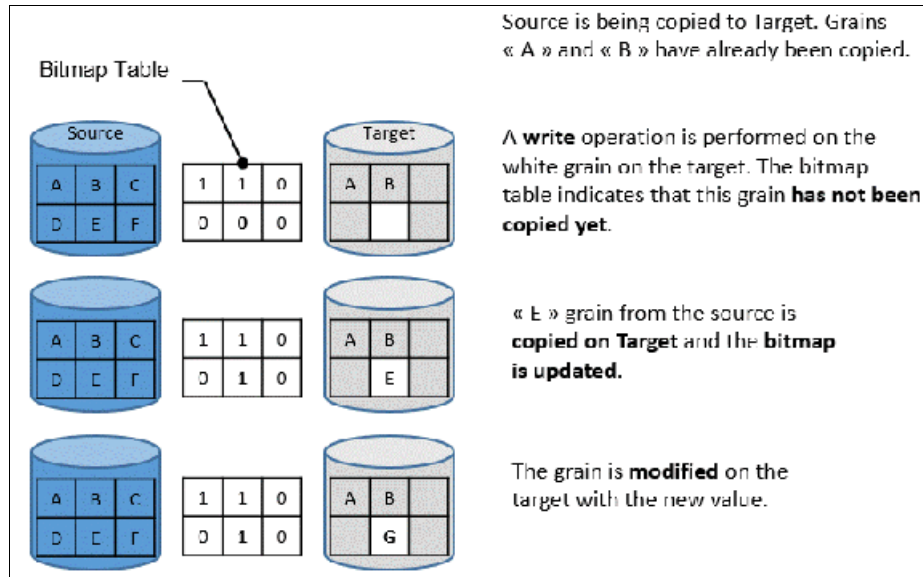 Source is being copied to Target. Grains
« A » and « B » have already been copied.
Bitmap Table
Source
Target
A write operation is performed on the
white grain on the target. The bitmap
table indicates that this grain has not been
copied yet.
A B C
1 1 0
A B
D E F
0 0 0
« E » grain from the source is
copied on Target and the bitmap
is updated.
A B C
1 1 0
A B
D E F
0 1 0
E
The grain is modified on the
target with the new value.
A B C
1 1 0
A B
D E F
0 1 0
G